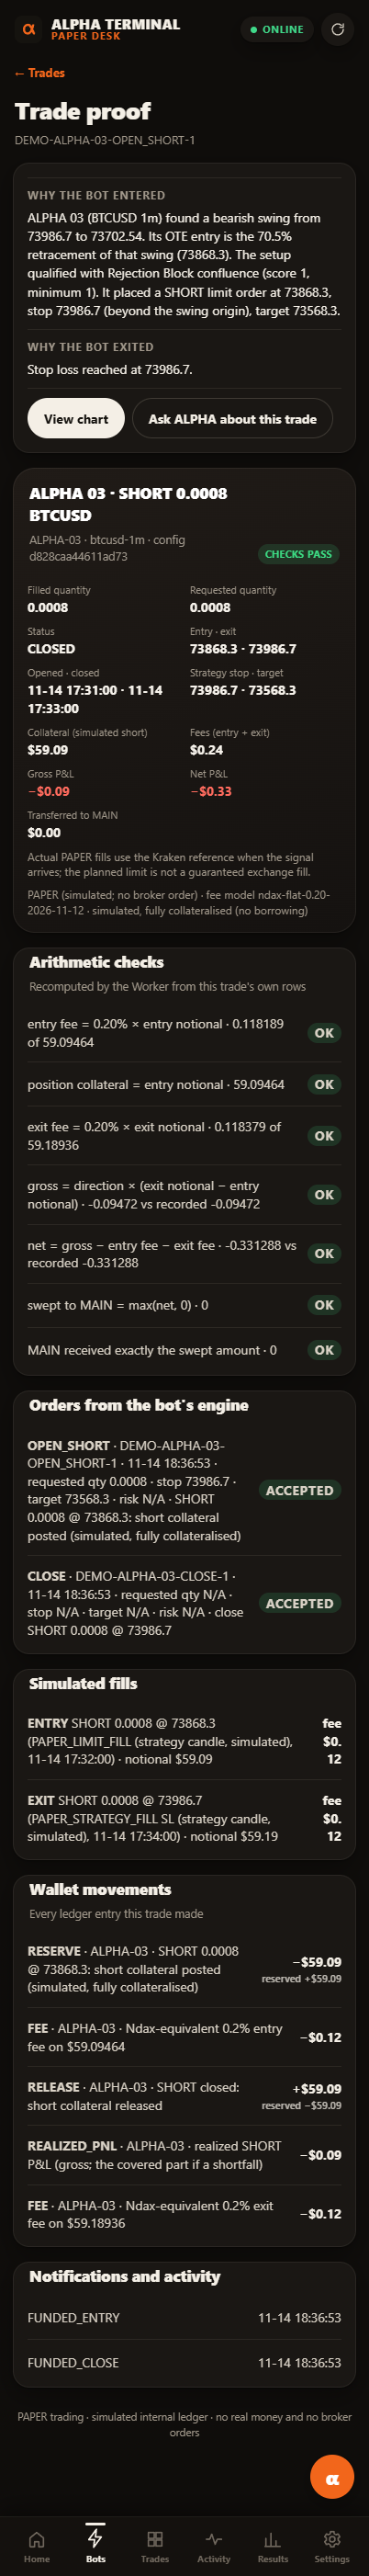 α
ALPHA TERMINAL
PAPER DESK
ONLINE
← Trades
Trade proof
DEMO-ALPHA-03-OPEN_SHORT-1
WHY THE BOT ENTERED
ALPHA 03 (BTCUSD 1m) found a bearish swing from
73986.7 to 73702.54. Its OTE entry is the 70.5%
retracement of that swing (73868.3). The setup
qualified with Rejection Block confluence (score 1,
minimum 1). It placed a SHORT limit order at 73868.3,
stop 73986.7 (beyond the swing origin), target 73568.3.
WHY THE BOT EXITED
Stop loss reached at 73986.7.
View chart
Ask ALPHA about this trade
ALPHA 03 · SHORT 0.0008
BTCUSD
ALPHA-03 · btcusd-1m · config
d828caa44611ad73
CHECKS PASS
Filled quantity
0.0008
Requested quantity
0.0008
Status
CLOSED
Entry · exit
73868.3 · 73986.7
Opened · closed
11-14 17:31:00 · 11-14
17:33:00
Strategy stop · target
73986.7 · 73568.3
Collateral (simulated short)
$59.09
Fees (entry + exit)
$0.24
Gross P&L
−$0.09
Net P&L
−$0.33
Transferred to MAIN
$0.00
Actual PAPER fills use the Kraken reference when the signal
arrives; the planned limit is not a guaranteed exchange fill.
PAPER (simulated; no broker order) · fee model ndax-flat-0.20-
2026-11-12 · simulated, fully collateralised (no borrowing)
Arithmetic checks
Recomputed by the Worker from this trade's own rows
entry fee = 0.20% × entry notional · 0.118189
of 59.09464
OK
position collateral = entry notional · 59.09464
OK
exit fee = 0.20% × exit notional · 0.118379 of
59.18936
OK
gross = direction × (exit notional − entry
notional) · -0.09472 vs recorded -0.09472
OK
net = gross − entry fee − exit fee · -0.331288 vs
recorded -0.331288
OK
swept to MAIN = max(net, 0) · 0
OK
MAIN received exactly the swept amount · 0
OK
Orders from the bot's engine
OPEN_SHORT · DEMO-ALPHA-03-
OPEN_SHORT-1 · 11-14 18:36:53 ·
requested qty 0.0008 · stop 73986.7 ·
target 73568.3 · risk N/A · SHORT
0.0008 @ 73868.3: short collateral
posted (simulated, fully collateralised)
ACCEPTED
CLOSE · DEMO-ALPHA-03-CLOSE-1 ·
11-14 18:36:53 · requested qty N/A ·
stop N/A · target N/A · risk N/A · close
SHORT 0.0008 @ 73986.7
ACCEPTED
Simulated fills
ENTRY SHORT 0.0008 @ 73868.3
(PAPER_LIMIT_FILL (strategy candle, simulated),
11-14 17:32:00) · notional $59.09
fee
$0.
12
EXIT SHORT 0.0008 @ 73986.7
(PAPER_STRATEGY_FILL SL (strategy candle,
simulated), 11-14 17:34:00) · notional $59.19
fee
$0.
12
Wallet movements
Every ledger entry this trade made
RESERVE · ALPHA-03 · SHORT 0.0008
@ 73868.3: short collateral posted
(simulated, fully collateralised)
−$59.09
reserved +$59.09
FEE · ALPHA-03 · Ndax-equivalent 0.2% entry
fee on $59.09464
−$0.12
RELEASE · ALPHA-03 · SHORT closed:
short collateral released
+$59.09
reserved −$59.09
REALIZED_PNL · ALPHA-03 · realized SHORT
P&L (gross; the covered part if a shortfall)
−$0.09
FEE · ALPHA-03 · Ndax-equivalent 0.2% exit
fee on $59.18936
−$0.12
Notifications and activity
FUNDED_ENTRY
11-14 18:36:53
FUNDED_CLOSE
11-14 18:36:53
PAPER trading · simulated internal ledger · no real money and no broker
orders
α
Home
Bots
Trades
Activity
Results
Settings